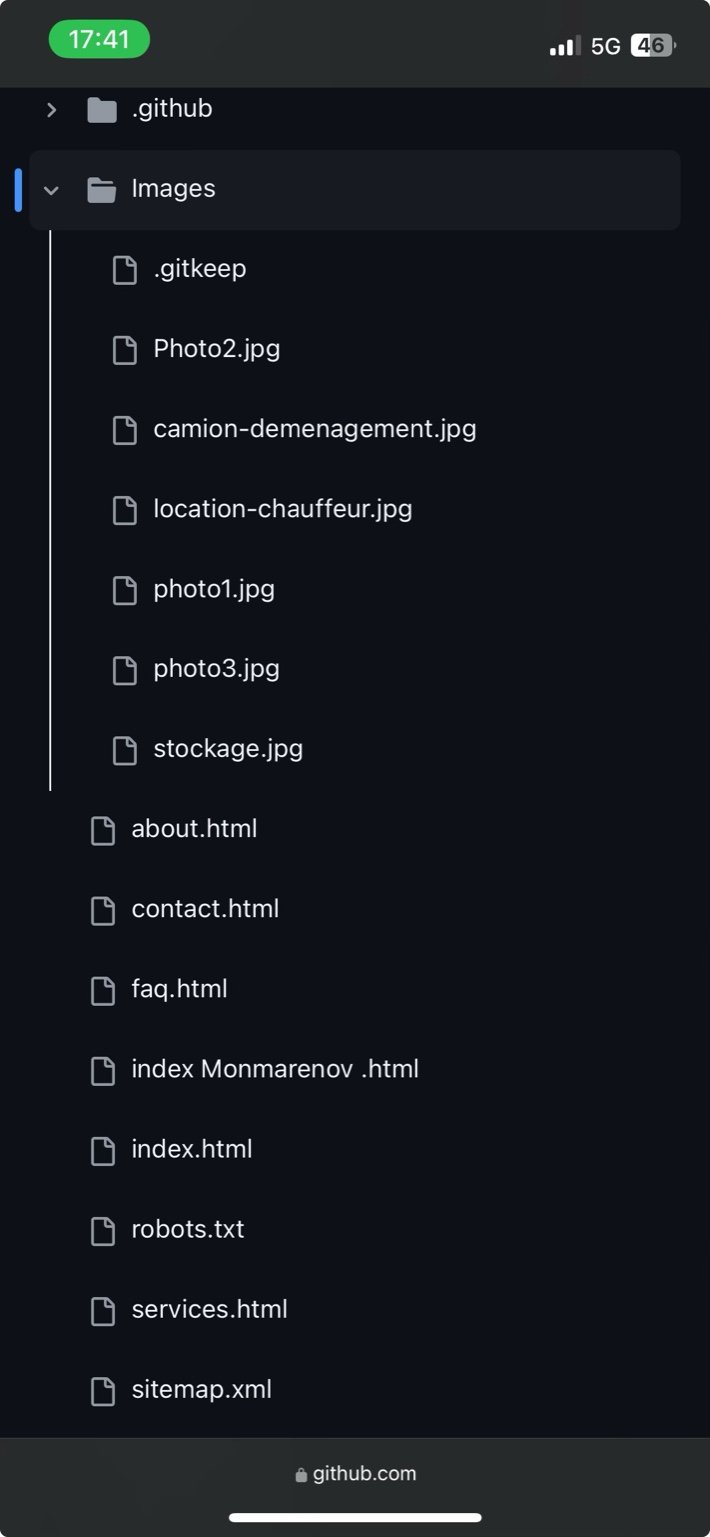 17:41
5G 46
.github
Images
.gitkeep
Photo2.jpg
camion-demenagement.jpg
location-chauffeur.jpg
photo1.jpg
photo3.jpg
stockage.jpg
about.html
contact.html
faq.html
index Monmarenov .html
index.html
robots.txt
services.html
sitemap.xml
github.com